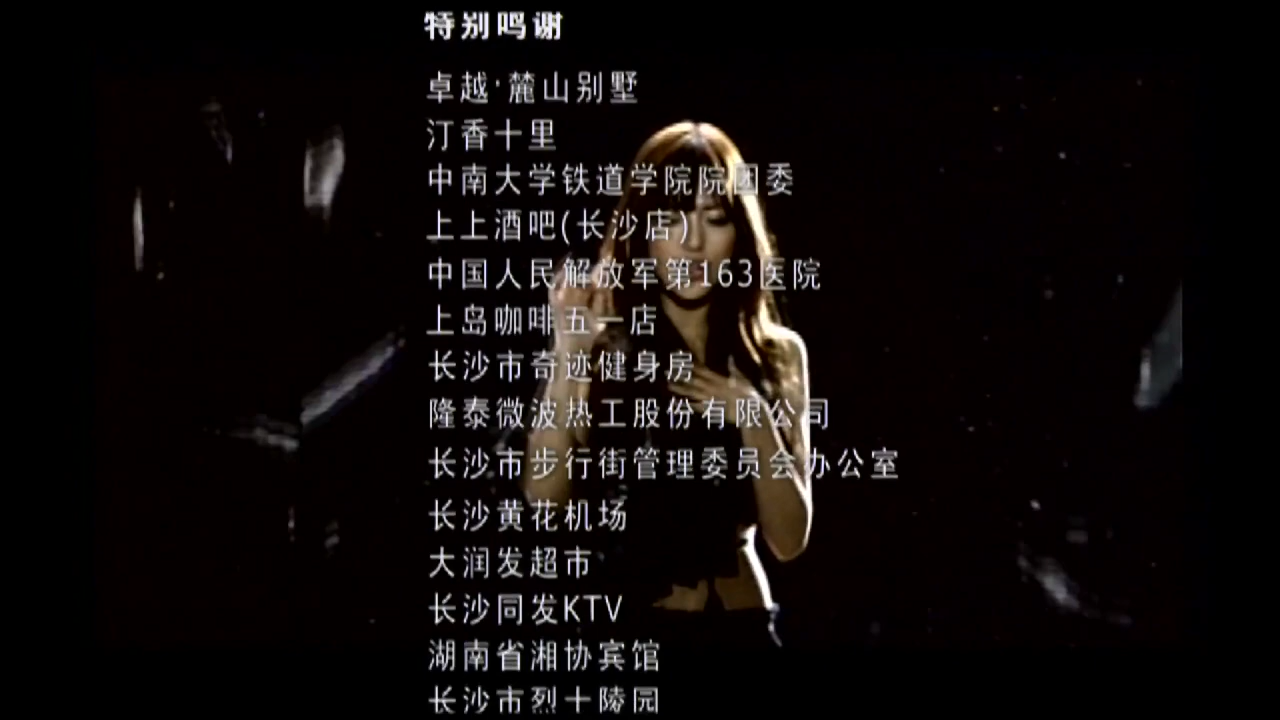 特别鸣谢
卓越·麓山别墅
汀香十里
中南大学铁道学院院团委
上上酒吧(长沙店)
中国人民解放军第163医院
上岛咖啡五一店
长沙市奇迹健身房
隆泰微波热工股份有限公司
长沙市步行街管理委员会办公室
长沙黄花机场
大润发超市
长沙同发KTV
湖南省湘协宾馆
长沙市烈士陵园